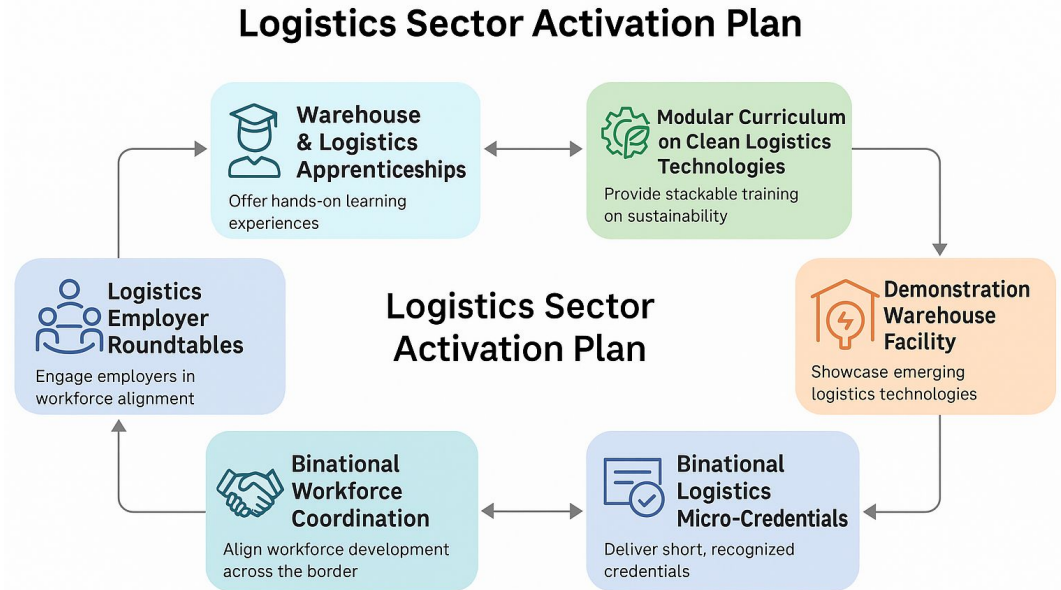 Logistics Sector Activation Plan
Warehouse
& Logistics
Apprenticeships
Offer hands-on learning
experiences
Modular Curriculum
on Clean Logistics
Technologies
Provide stackable training
on sustainability
Logistics
Employer
Roundtables
Engage employers in
workforce alignment
Logistics Sector
Activation Plan
Demonstration
Warehouse
Facility
Showcase emerging
logistics technologies
Binational
Workforce
Coordination
Align workforce development
across the border
Binational
Logistics
Micro-Credentials
Deliver short, recognized
credentials